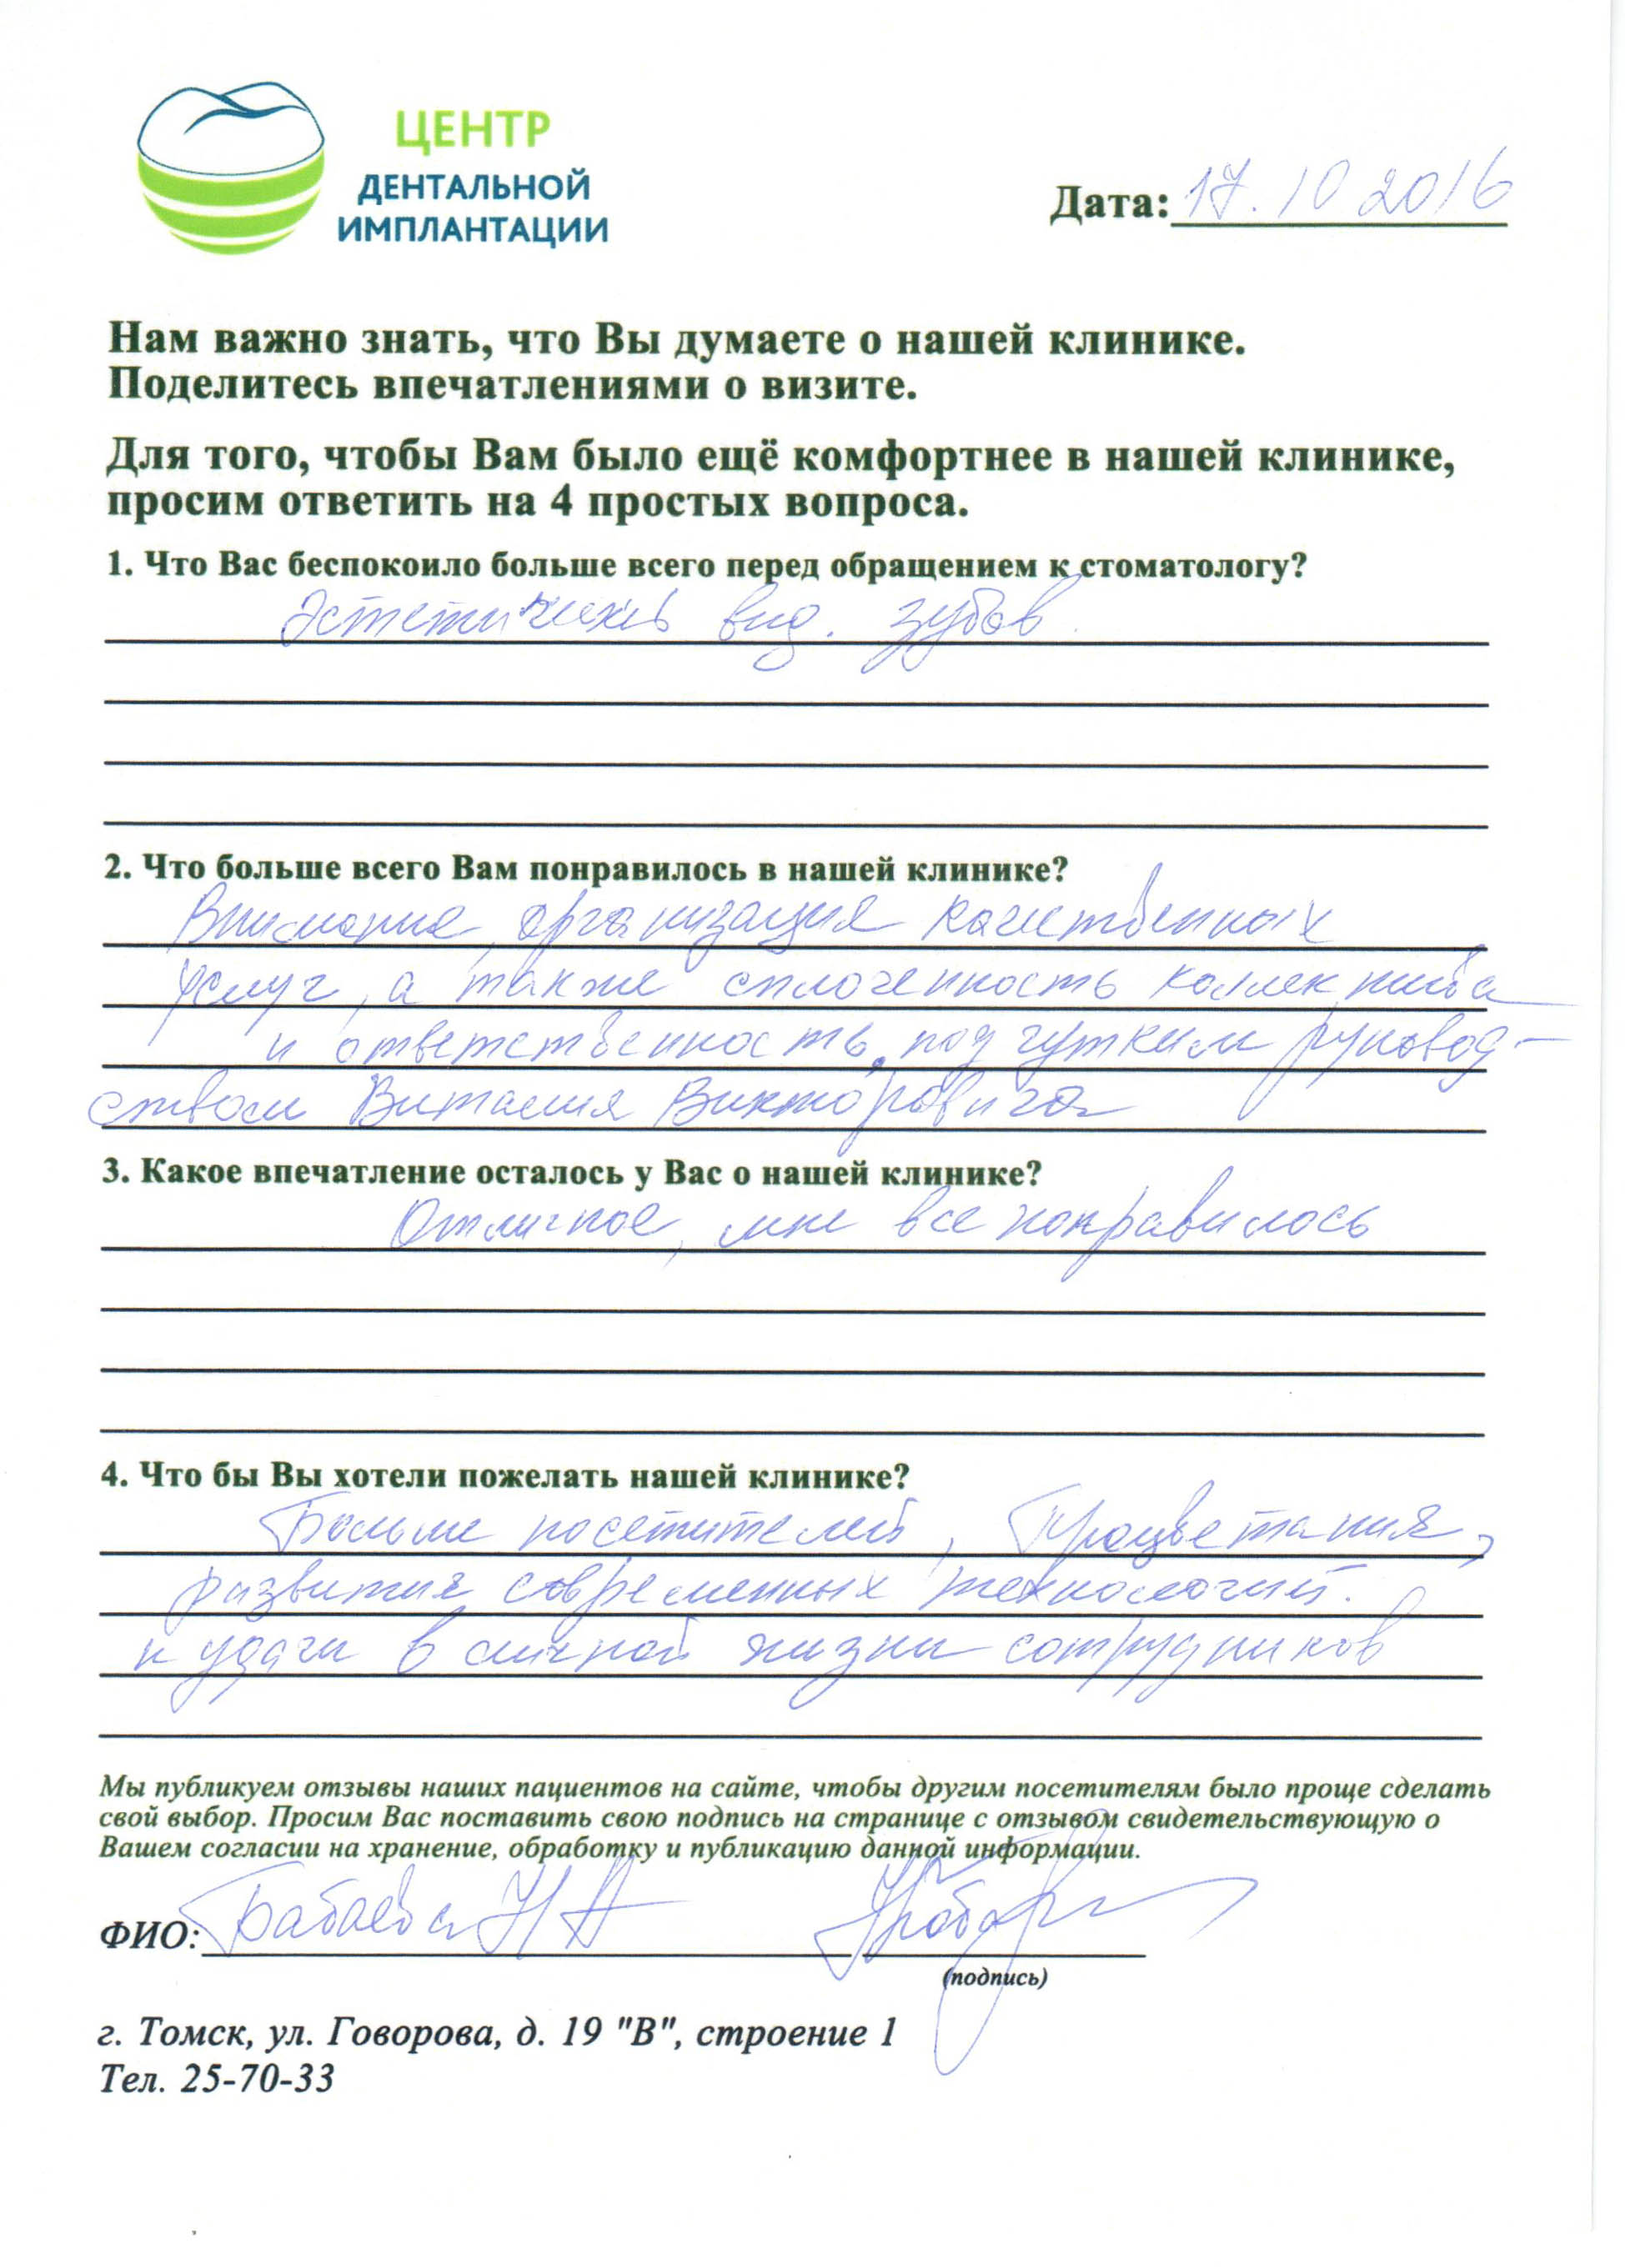 ЦЕНТР
ДЕНТАЛЬНОЙ
ИМПЛАНТАЦИИ
Дата: 17.10 2016
Нам важно знать, что Вы думаете о нашей клинике.
Поделитесь впечатлениями о визите.
Для того, чтобы Вам было ещё комфортнее в нашей клинике,
просим ответить на 4 простых вопроса.
1. Что Вас беспокоило больше всего перед обращением к стоматологу?
вид. зубов.
2. Что больше всего Вам понравилось в нашей клинике?
Внимание, организация качественных
услуг, а также сплоченность коллектива
и ответственность, под чутким руковод-
ством Виталия Викторовича
3. Какое впечатление осталось у Вас о нашей клинике?
Отличное, мне все понравилось
4. Что бы Вы хотели пожелать нашей клинике?
Больше посетителей, Процветания,
развития современных технологий.
и удачи в личной жизни сотрудников
Мы публикуем отзывы наших пациентов на сайте, чтобы другим посетителям было проще сделать
свой выбор. Просим Вас поставить свою подпись на странице с отзывом свидетельствующую о
Вашем согласии на хранение, обработку и публикацию данной информации.
ФИО: Бабаева Н А
(подпись)
г. Томск, ул. Говорова, д. 19 "В", строение 1
Тел. 25-70-33